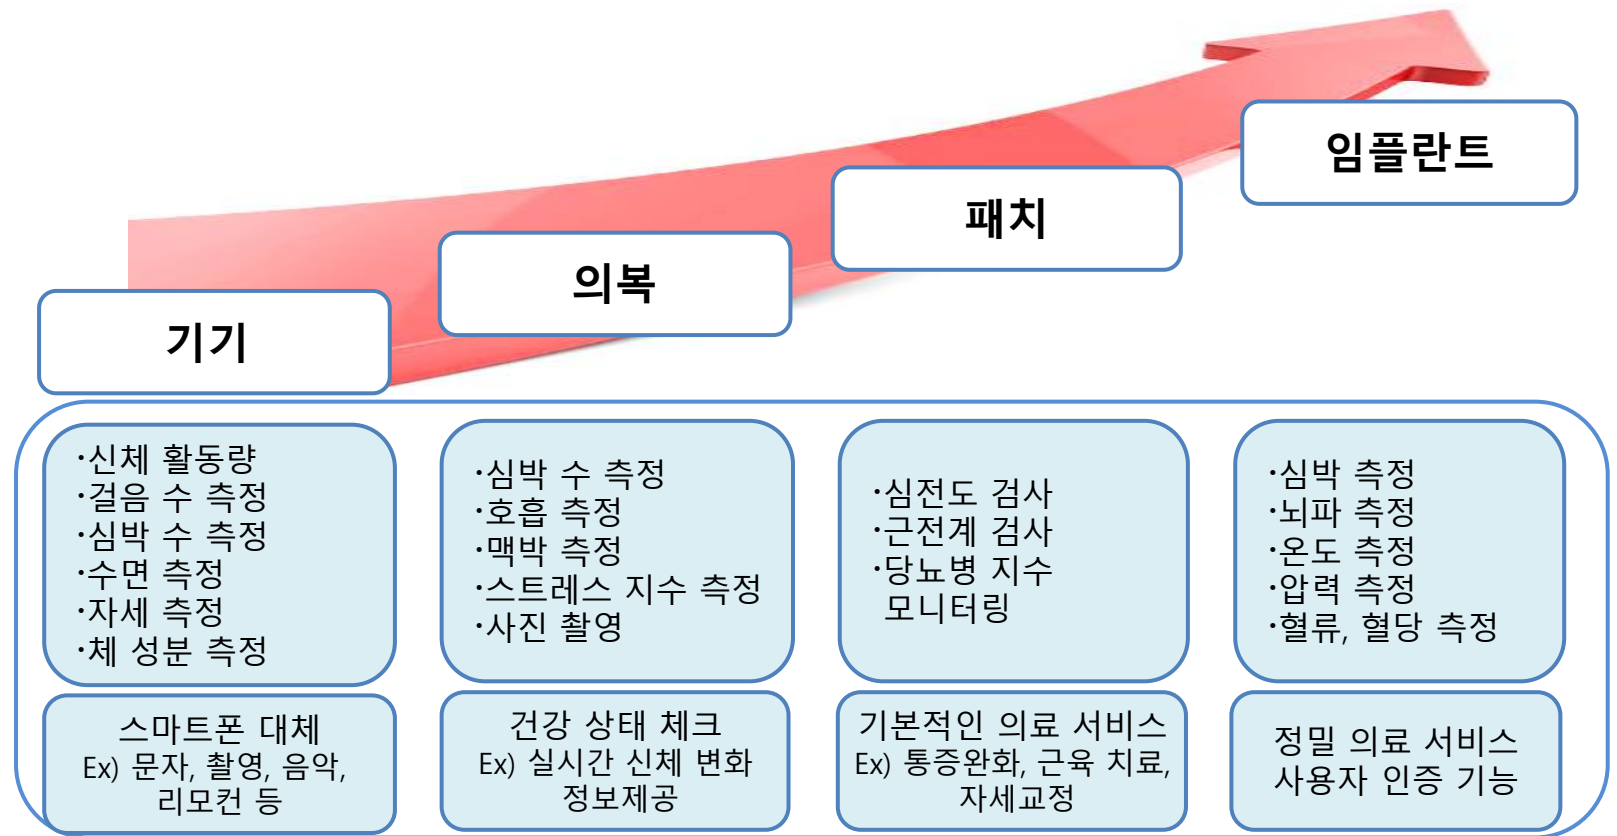 기기
의복
패치
임플란트
·신체 활동량
·걸음 수 측정
·심박 수 측정
·수면 측정
·자세 측정
·체 성분 측정
·심박 수 측정
·호흡 측정
·맥박 측정
·스트레스 지수 측정
·사진 촬영
·심전도 검사
·근전계 검사
·당뇨병 지수
모니터링
·심박 측정
·뇌파 측정
·온도 측정
·압력 측정
·혈류, 혈당 측정
스마트폰 대체
Ex) 문자, 촬영, 음악,
리모컨 등
건강 상태 체크
Ex) 실시간 신체 변화
정보제공
기본적인 의료 서비스
Ex) 통증완화, 근육 치료,
자세교정
정밀 의료 서비스
사용자 인증 기능